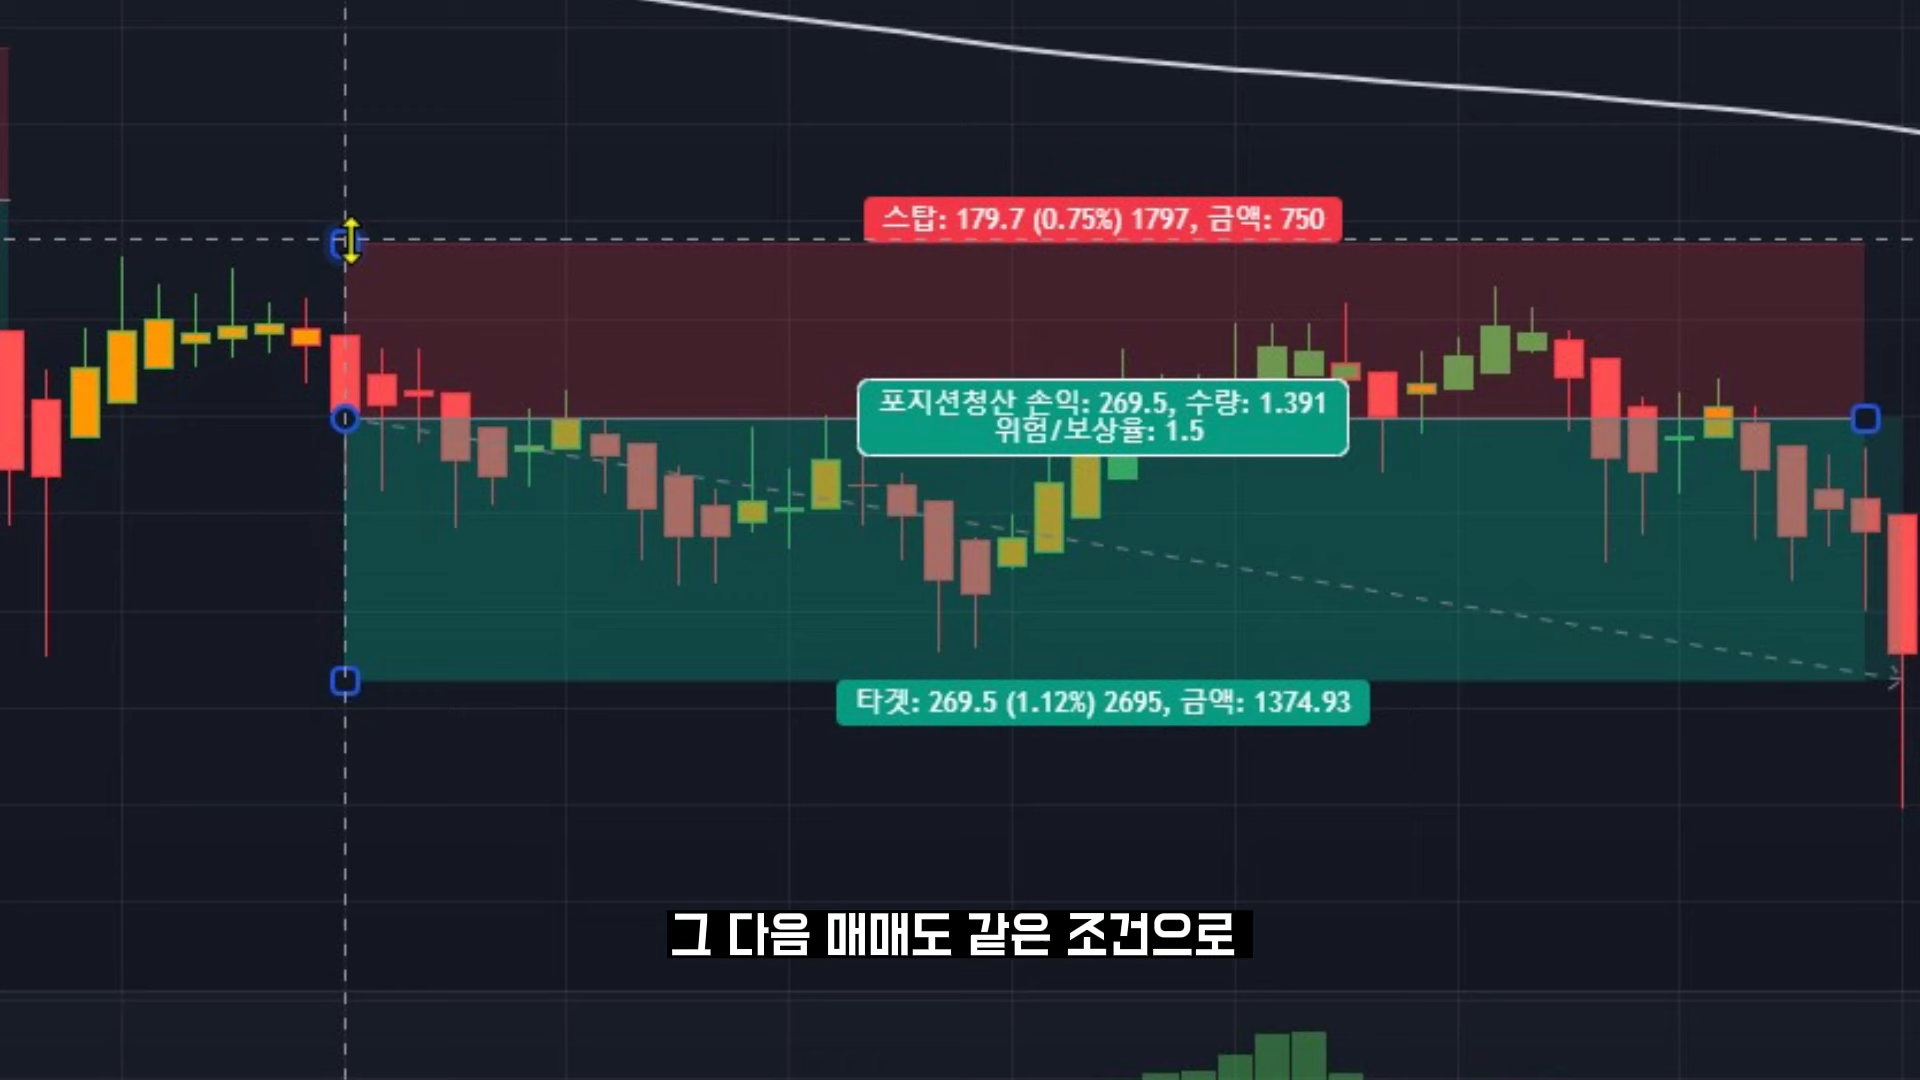 스탑: 179.7 (0.75%) 1797, 금액: 750
포지션청산 손익: 269.5, 수량: 1.391
위험/보상율: 1.5
타겟: 269.5 (1.12%) 2695, 금액: 1374.93
그 다음 매매도 같은 조건으로